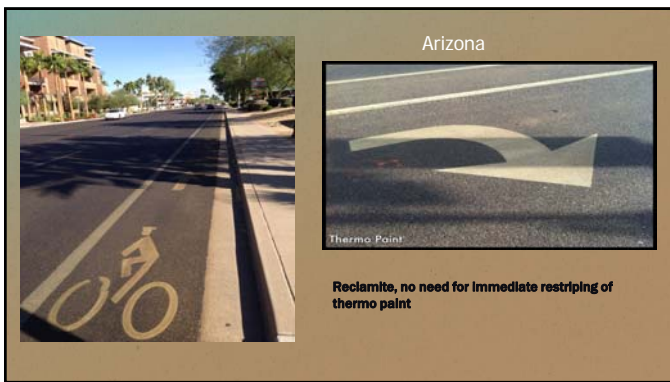 Arizona
Thermo Paint
Reclamite, no need for immediate restriping of
thermo paint